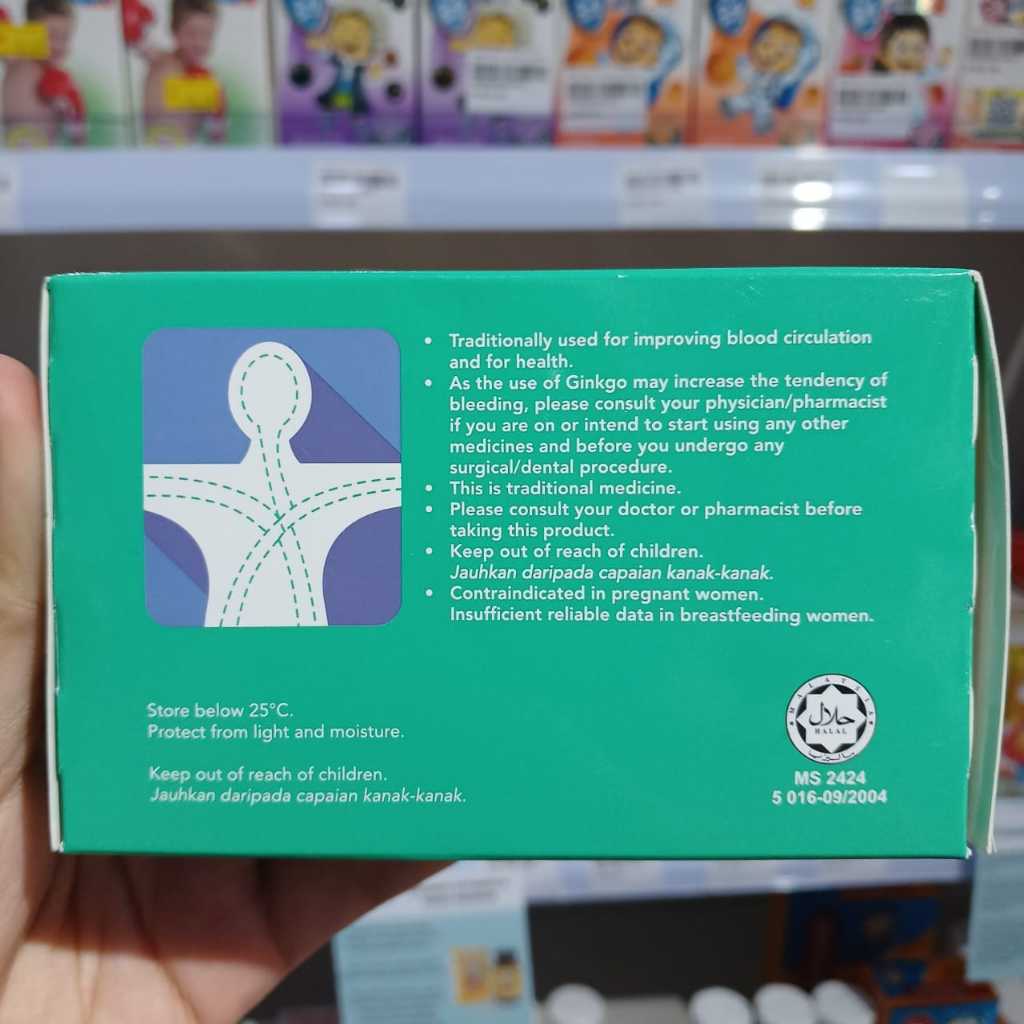 • Traditionally used for improving blood circulation
and for health.
• As the use of Ginkgo may increase the tendency of
bleeding, please consult your physician/pharmacist
if you are on or intend to start using any other
medicines and before you undergo any
surgical/dental procedure.
• This is traditional medicine.
• Please consult your doctor or pharmacist before
taking this product.
• Keep out of reach of children.
Jauhkan daripada capaian kanak-kanak.
• Contraindicated in pregnant women.
Insufficient reliable data in breastfeeding women.
Store below 25°C.
Protect from light and moisture.
Keep out of reach of children.
Jauhkan daripada capaian kanak-kanak.
MALAYSIA
حلال
HALAL
MS 2424
5 016-09/2004